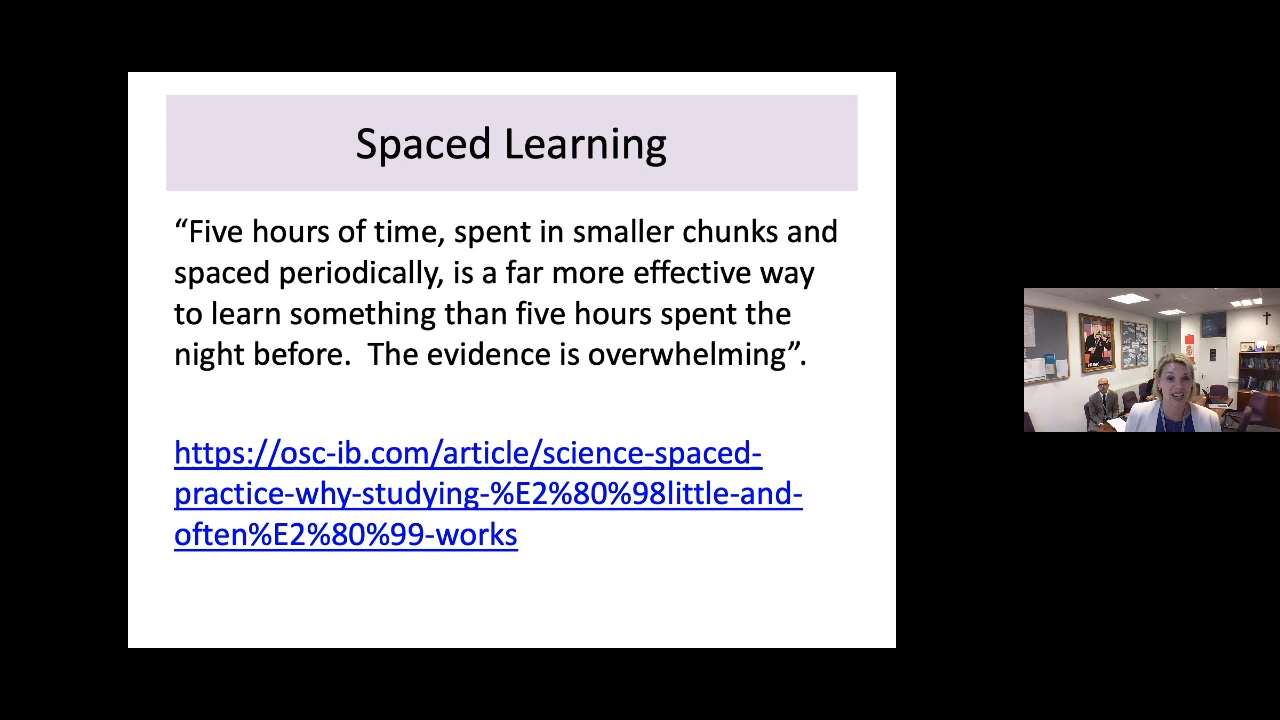 Spaced Learning
“Five hours of time, spent in smaller chunks and
spaced periodically, is a far more effective way
to learn something than five hours spent the
night before.  The evidence is overwhelming”.
https://osc-ib.com/article/science-spaced-
practice-why-studying-%E2%80%98little-and-
often%E2%80%99-works